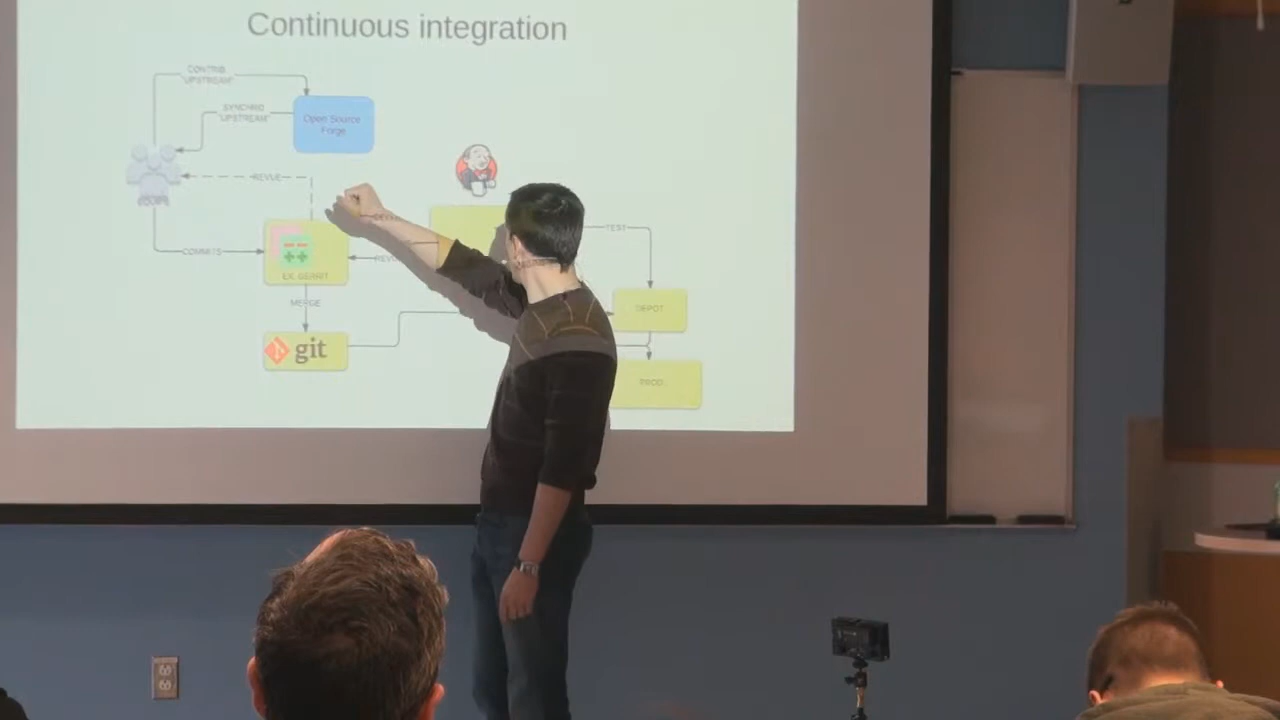 Continuous integration
CONTRIB
"UPSTREAM"
SYNCHRO
"UPSTREAM"
Open Source
Forge
REVUE
COMMITS
EX: GERRIT
MERGE
git
TEST
DEPOT
PROD